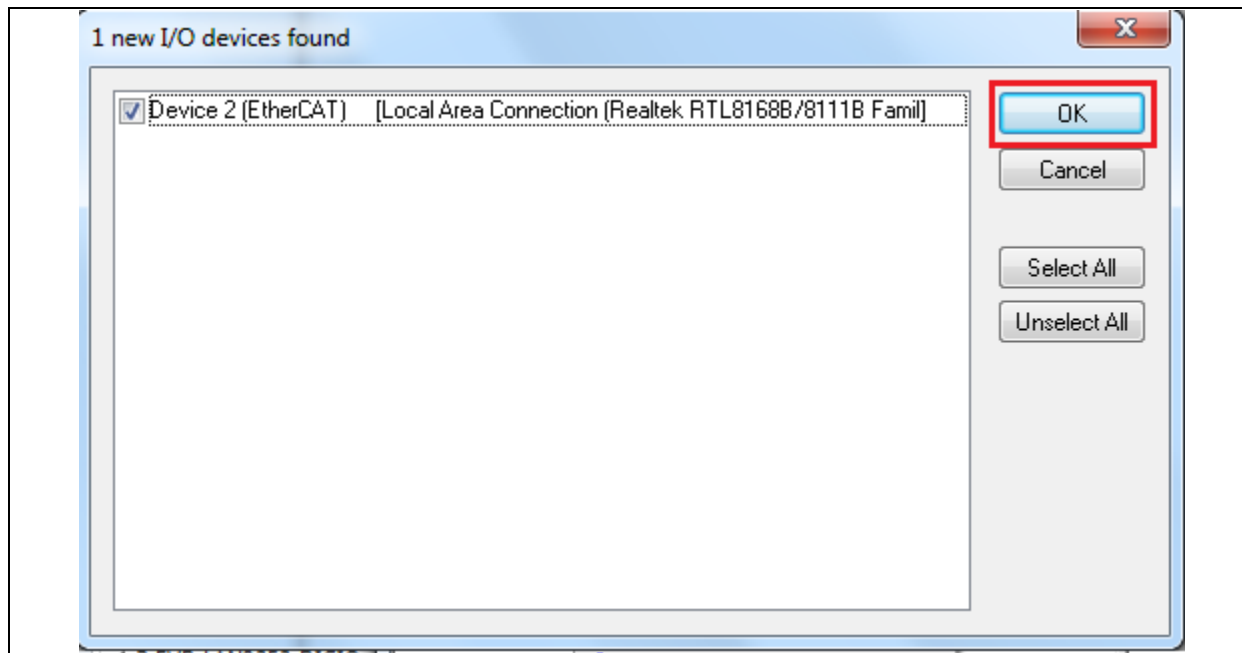 1 new I/O devices found
Device 2 (EtherCAT) [Local Area Connection (Realtek RTL8168B/8111B Famil]
OK
Cancel
Select All
Unselect All